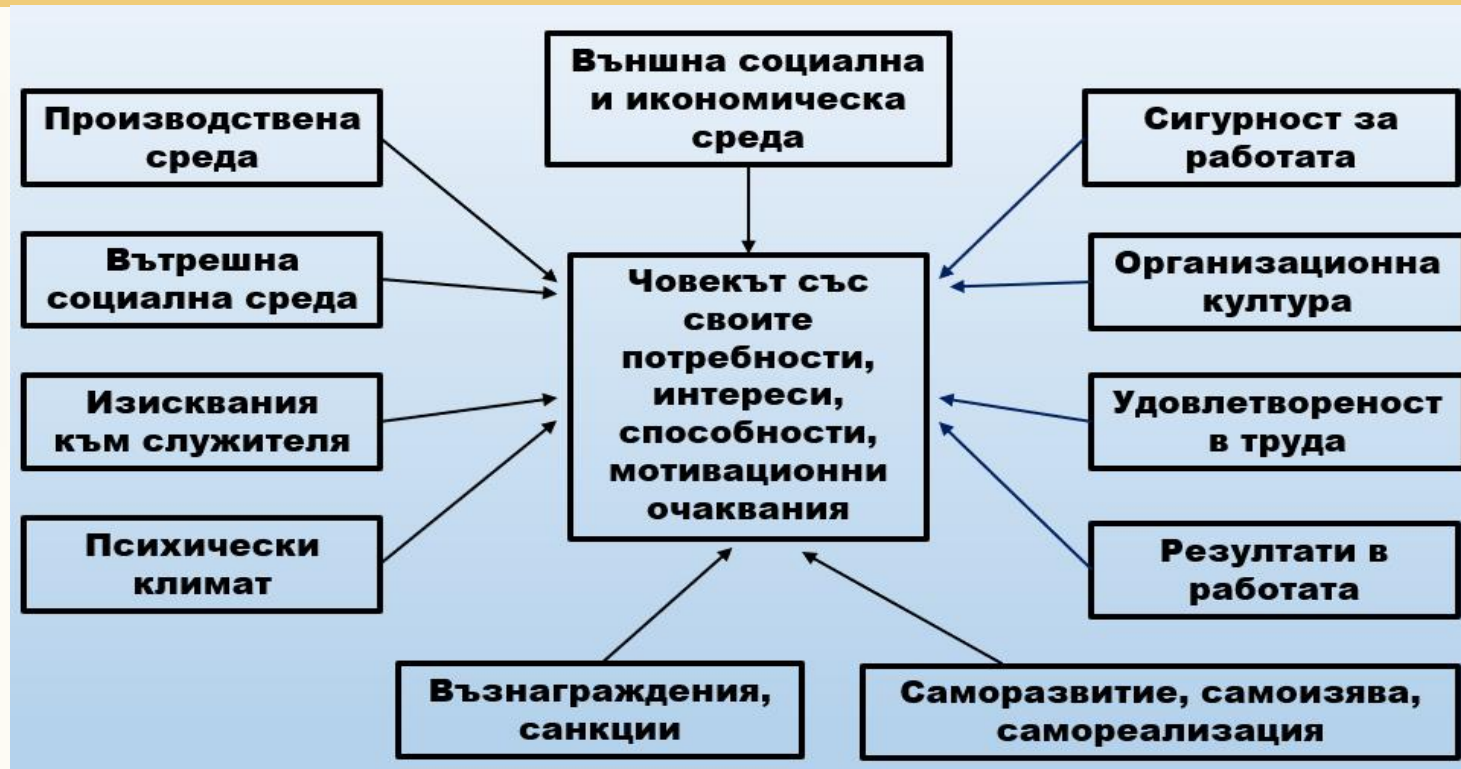 Външна социална
и икономическа
среда
Производствена
среда
Сигурност за
работата
Вътрешна
социална среда
Човекът със
своите
потребности,
интереси,
способности,
мотивационни
очаквания
Организационна
култура
Изисквания
към служителя
Удовлетвореност
в труда
Психически
климат
Резултати в
работата
Възнаграждения,
санкции
Саморазвитие, самоизява,
самореализация